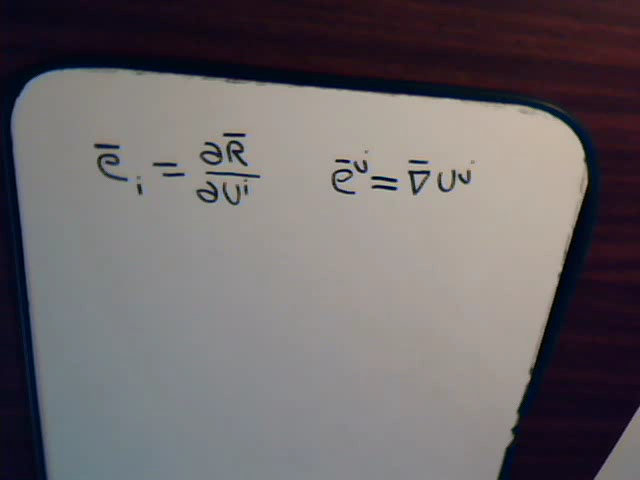 ē_i = ∂R̄/∂U^i   ē^j = ∇̄U^j